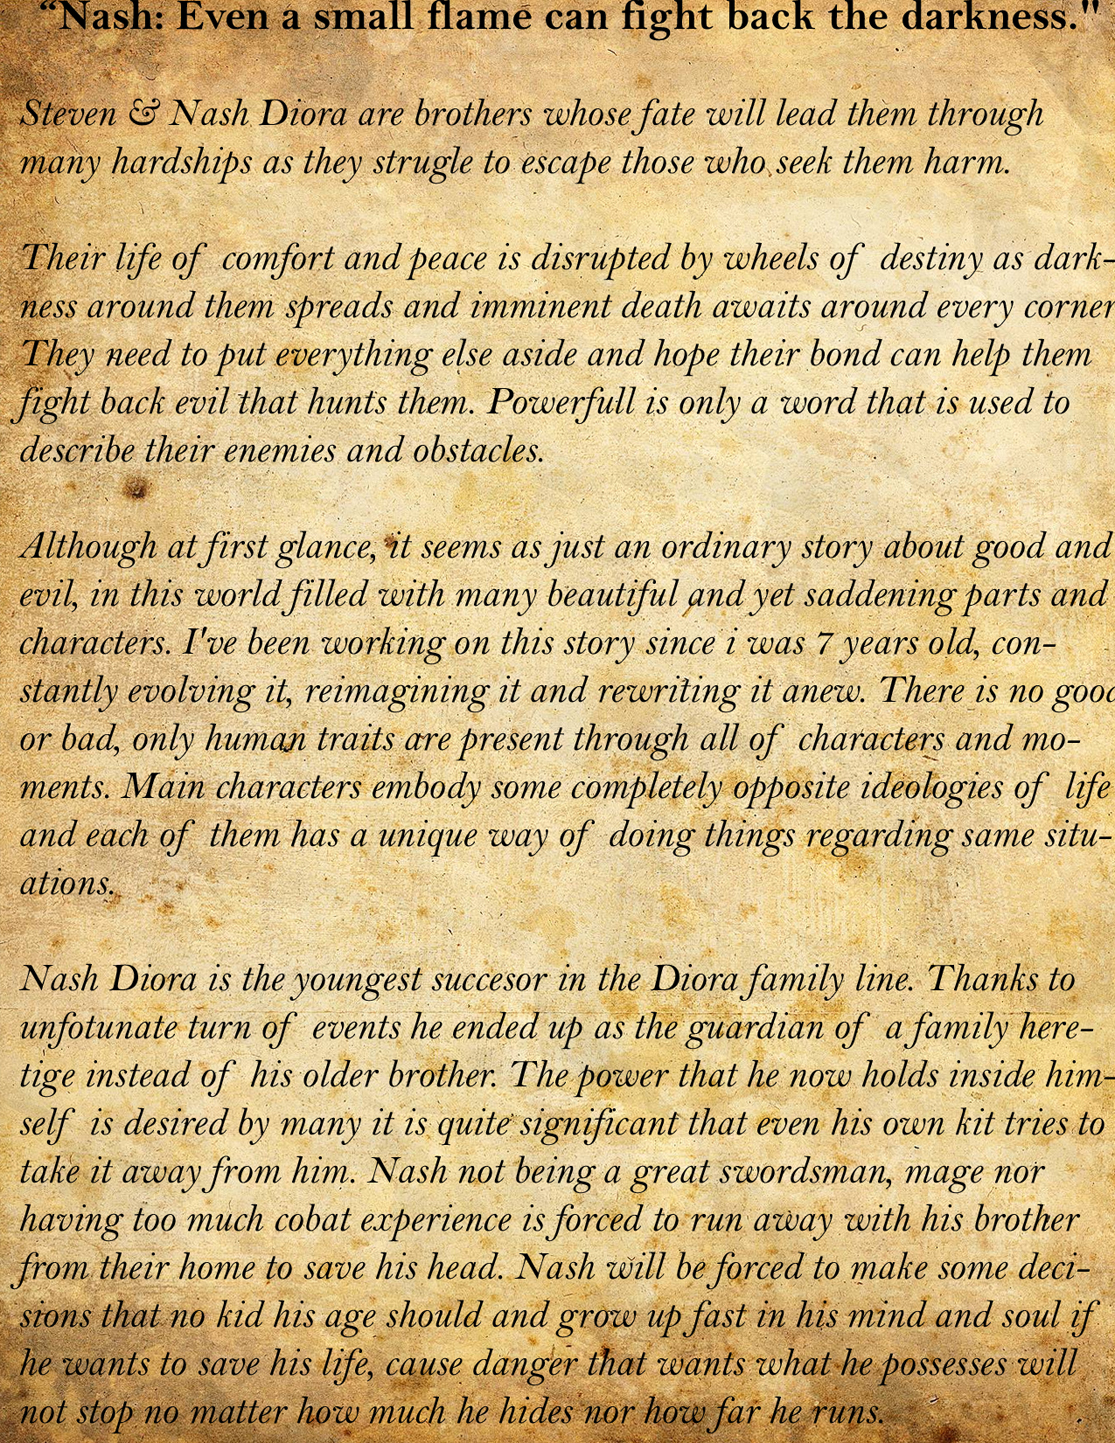 “Nash: Even a small flame can fight back the darkness."
Steven & Nash Diora are brothers whose fate will lead them through
many hardships as they strugle to escape those who seek them harm.
Their life of comfort and peace is disrupted by wheels of destiny as dark-
ness around them spreads and imminent death awaits around every corner
They need to put everything else aside and hope their bond can help them
fight back evil that hunts them. Powerfull is only a word that is used to
describe their enemies and obstacles.
Although at first glance, it seems as just an ordinary story about good and
evil, in this world filled with many beautiful and yet saddening parts and
characters. I've been working on this story since i was 7 years old, con-
stantly evolving it, reimagining it and rewriting it anew. There is no good
or bad, only human traits are present through all of characters and mo-
ments. Main characters embody some completely opposite ideologies of life
and each of them has a unique way of doing things regarding same situ-
ations.
Nash Diora is the youngest succesor in the Diora family line. Thanks to
unfotunate turn of events he ended up as the guardian of a family here-
tige instead of his older brother. The power that he now holds inside him-
self is desired by many it is quite significant that even his own kit tries to
take it away from him. Nash not being a great swordsman, mage nor
having too much cobat experience is forced to run away with his brother
from their home to save his head. Nash will be forced to make some deci-
sions that no kid his age should and grow up fast in his mind and soul if
he wants to save his life, cause danger that wants what he possesses will
not stop no matter how much he hides nor how far he runs.